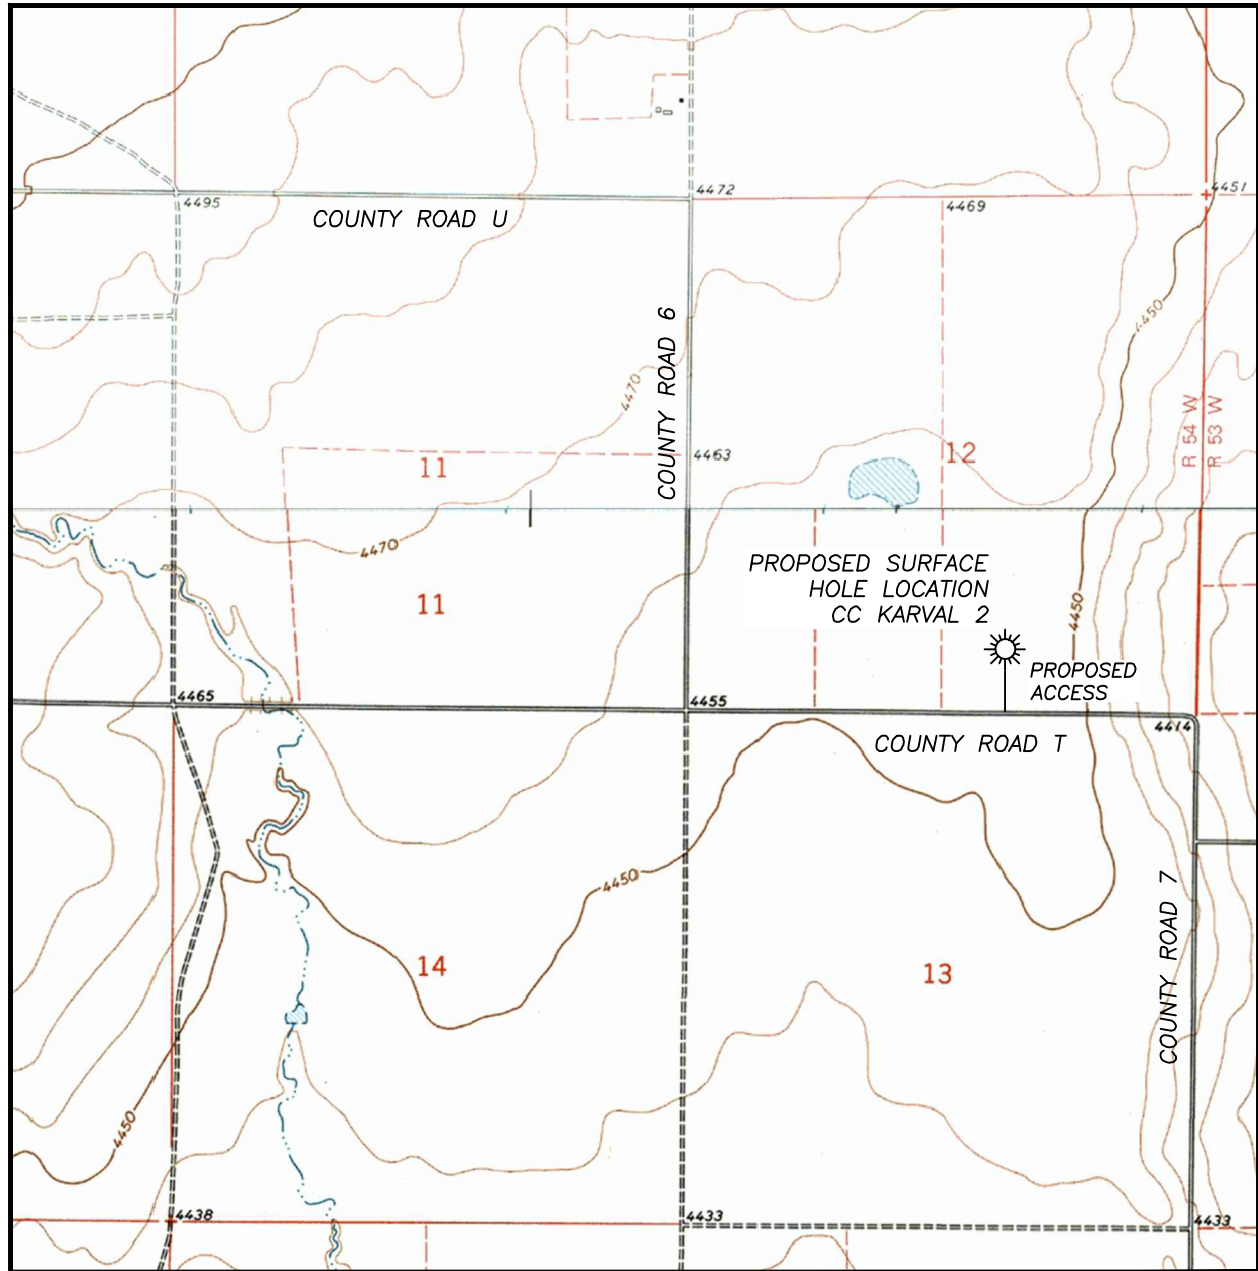 4472
4451
4495
4469
COUNTY ROAD U
4450
COUNTY ROAD 6
4470
R 54 W
R 53 W
4463
12
11
4470
PROPOSED SURFACE
HOLE LOCATION
CC KARVAL 2
11
4450
PROPOSED
ACCESS
4465
4455
4414
COUNTY ROAD T
4450
COUNTY ROAD 7
14
13
4450
4438
4433
4433